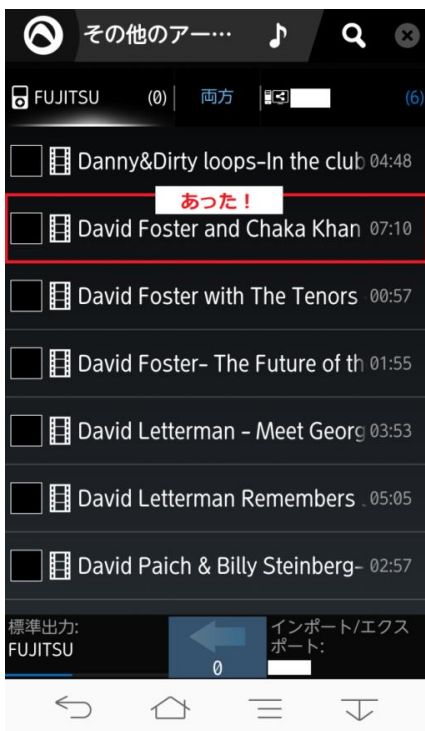 その他のアー…
FUJITSU (0) 両方 (6)
Danny&Dirty loops–In the club 04:48
あった！
David Foster and Chaka Khan 07:10
David Foster with The Tenors 00:57
David Foster– The Future of th 01:55
David Letterman – Meet Georg 03:53
David Letterman Remembers 05:05
David Paich & Billy Steinberg– 02:57
標準出力:
FUJITSU
0
インポート/エクス
ポート: